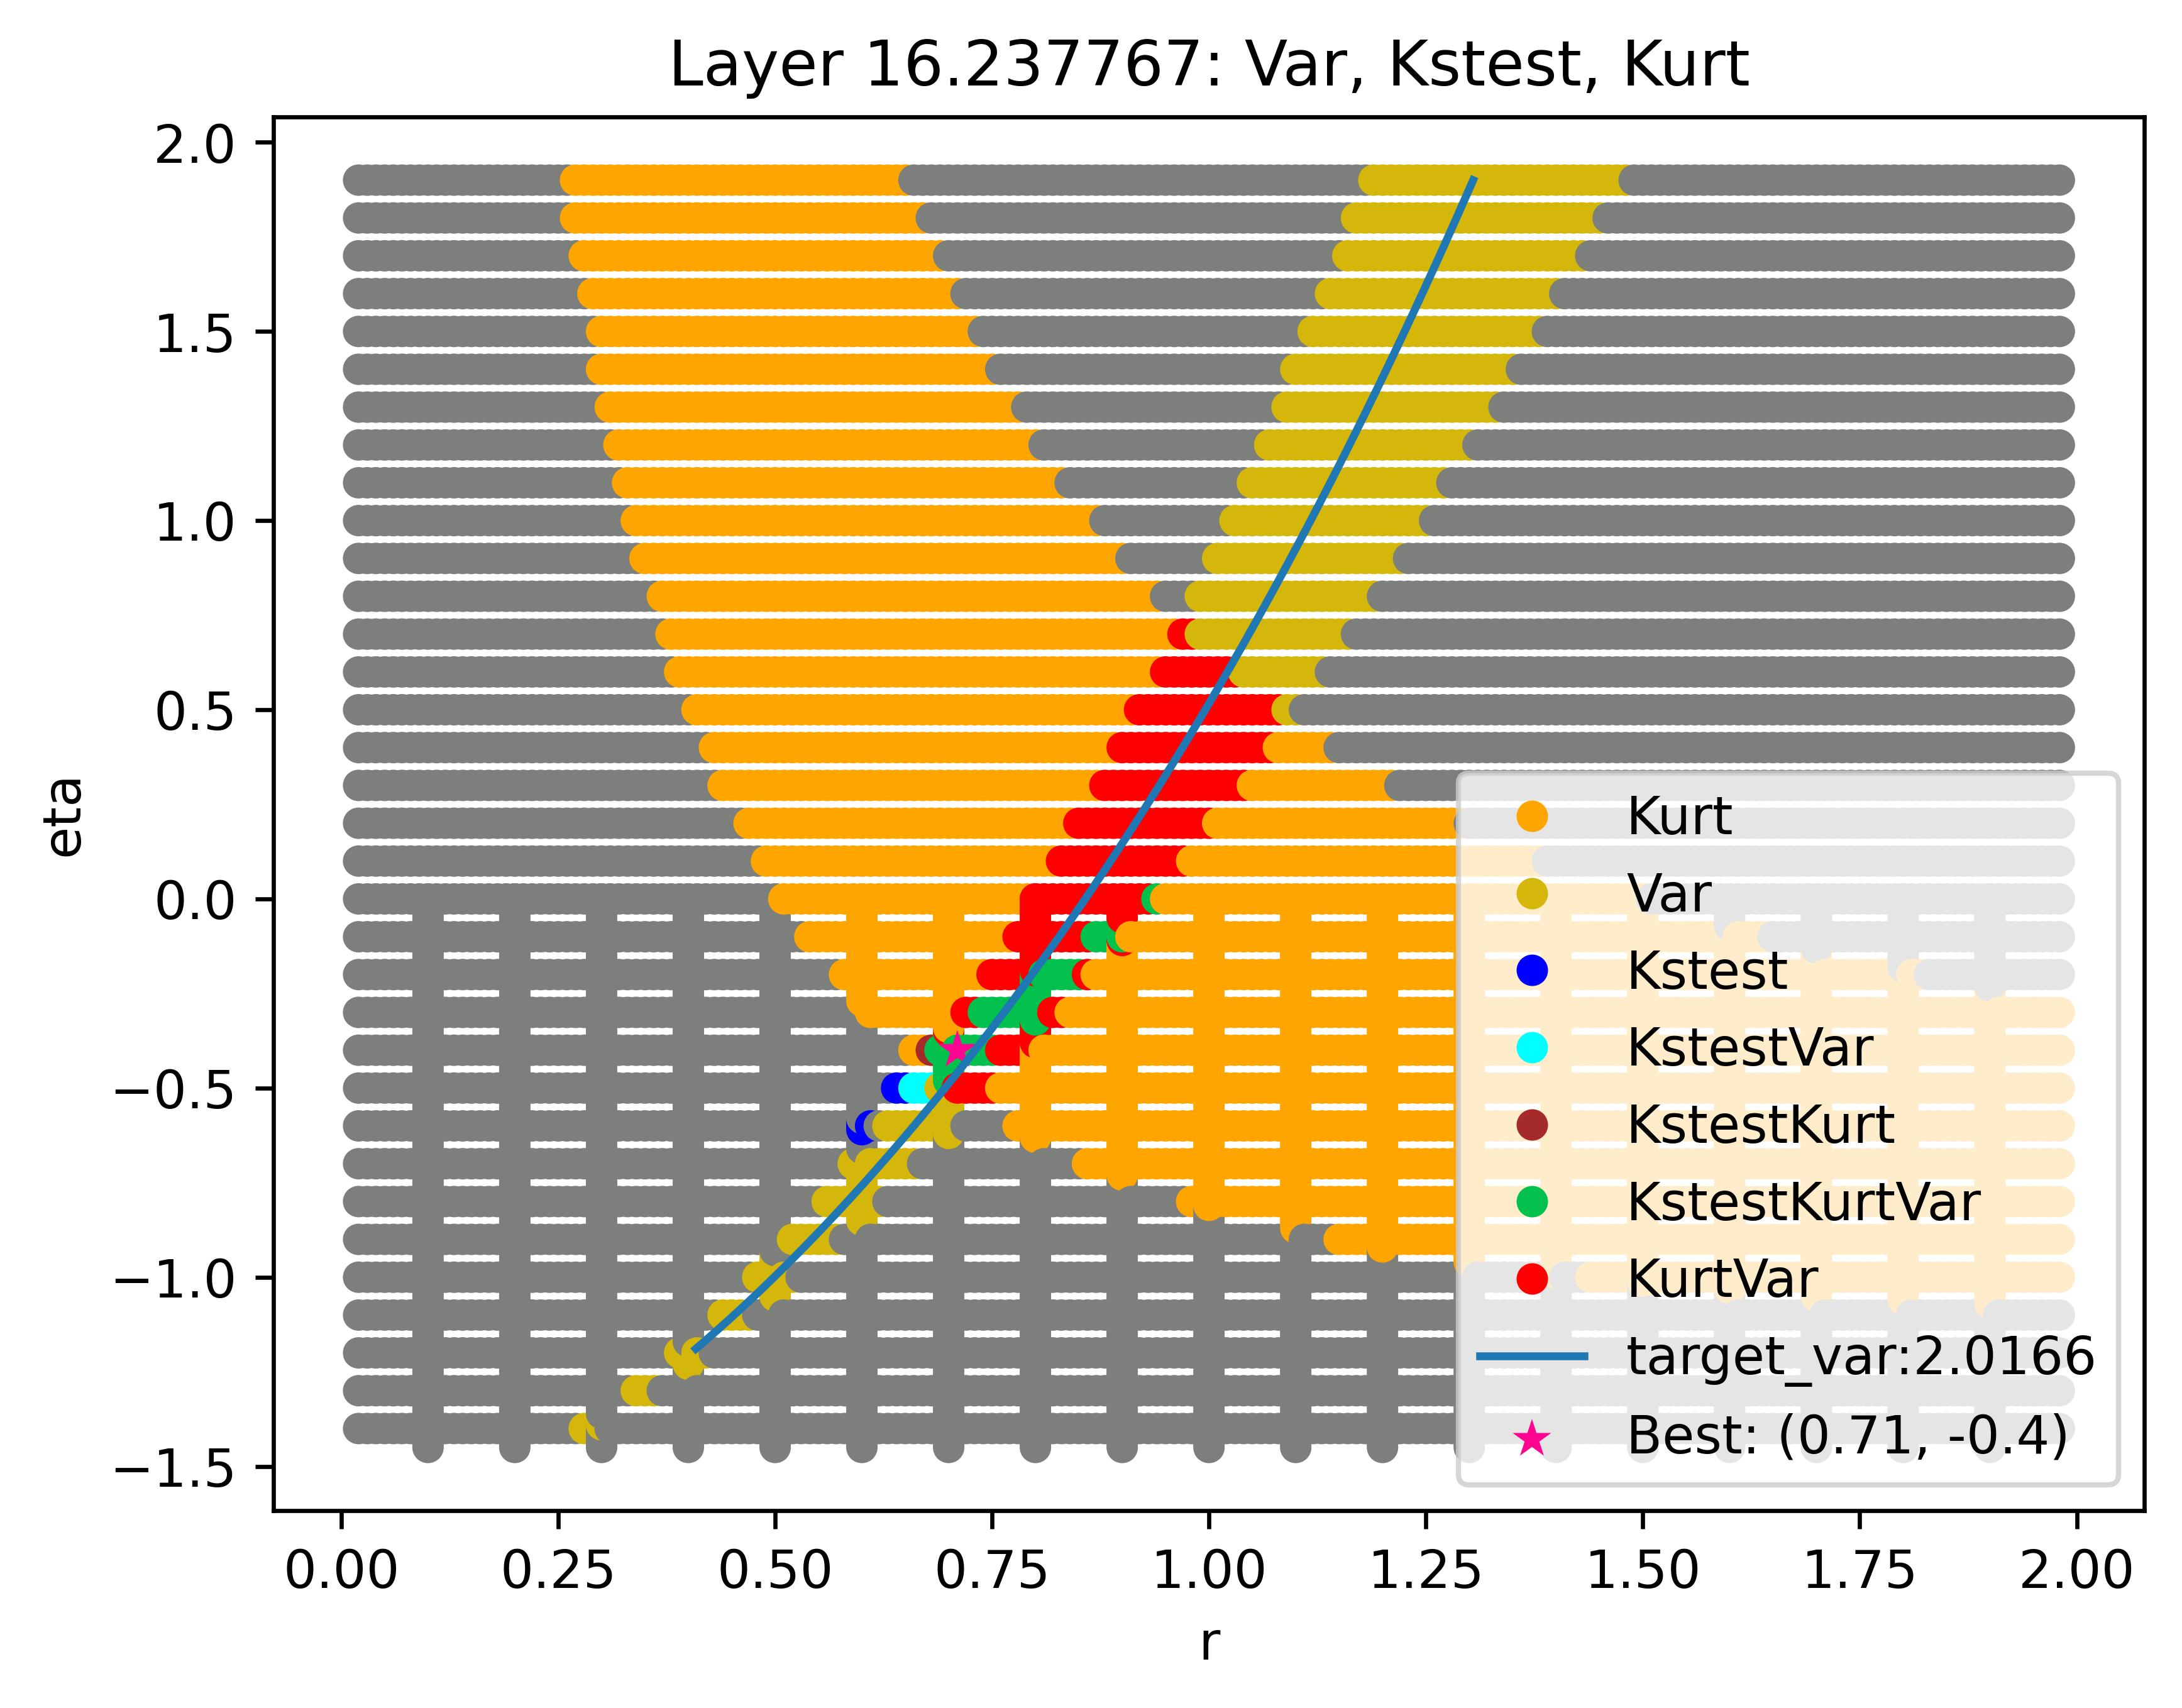 Layer 16.237767: Var, Kstest, Kurt
2.0
1.5
1.0
0.5
0.0
−0.5
−1.0
−1.5
eta
Kurt
Var
Kstest
KstestVar
KstestKurt
KstestKurtVar
KurtVar
target_var:2.0166
Best: (0.71, -0.4)
0.00 0.25 0.50 0.75 1.00 1.25 1.50 1.75 2.00
r